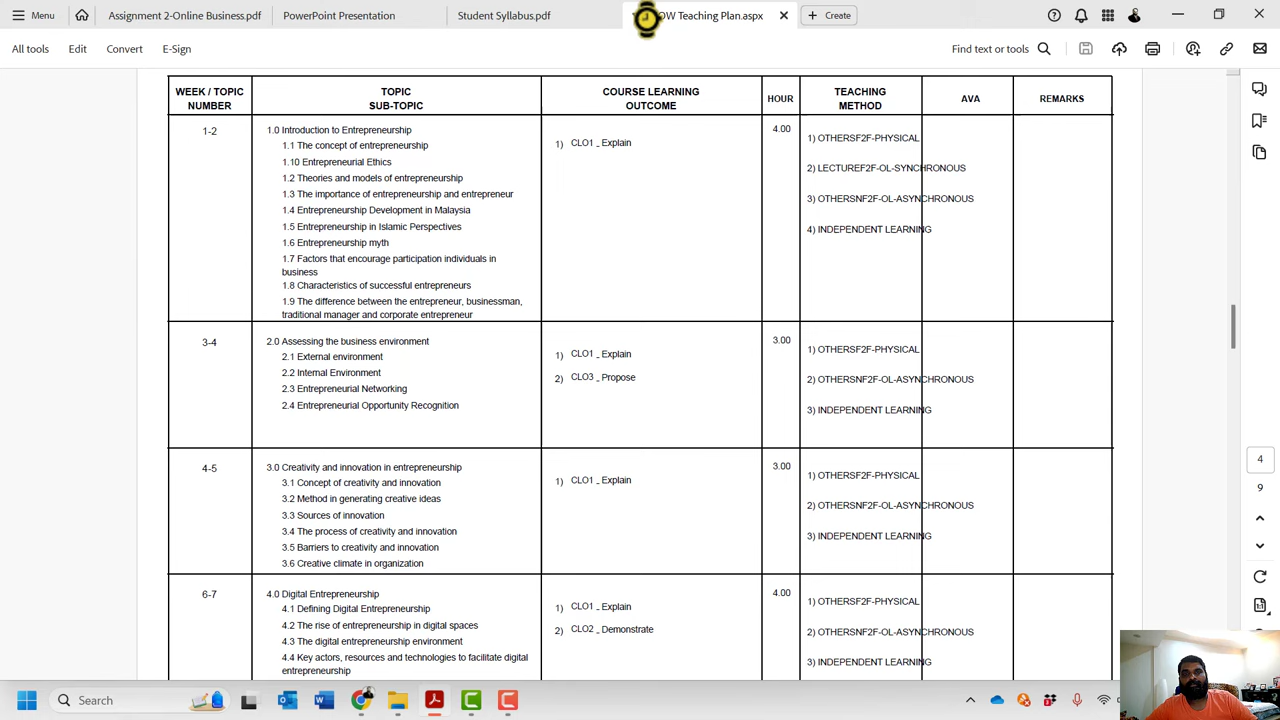 Assignment 2-Online Business.pdf
PowerPoint Presentation
Student Syllabus.pdf
OW Teaching Plan.aspx
Create
Menu
All tools
Edit
Convert
E-Sign
Find text or tools
WEEK / TOPIC NUMBER
TOPIC
SUB-TOPIC
COURSE LEARNING OUTCOME
HOUR
TEACHING METHOD
AVA
REMARKS
1-2
1.0 Introduction to Entrepreneurship
1.1 The concept of entrepreneurship
1.10 Entrepreneurial Ethics
1.2 Theories and models of entrepreneurship
1.3 The importance of entrepreneurship and entrepreneur
1.4 Entrepreneurship Development in Malaysia
1.5 Entrepreneurship in Islamic Perspectives
1.6 Entrepreneurship myth
1.7 Factors that encourage participation individuals in
business
1.8 Characteristics of successful entrepreneurs
1.9 The difference between the entrepreneur, businessman,
traditional manager and corporate entrepreneur
1) CLO1 - Explain
4.00
1) OTHERSF2F-PHYSICAL
2) LECTUREF2F-OL-SYNCHRONOUS
3) OTHERSNF2F-OL-ASYNCHRONOUS
4) INDEPENDENT LEARNING
3-4
2.0 Assessing the business environment
2.1 External environment
2.2 Internal Environment
2.3 Entrepreneurial Networking
2.4 Entrepreneurial Opportunity Recognition
1) CLO1 - Explain
2) CLO3 - Propose
3.00
1) OTHERSF2F-PHYSICAL
2) OTHERSNF2F-OL-ASYNCHRONOUS
3) INDEPENDENT LEARNING
4-5
3.0 Creativity and innovation in entrepreneurship
3.1 Concept of creativity and innovation
3.2 Method in generating creative ideas
3.3 Sources of innovation
3.4 The process of creativity and innovation
3.5 Barriers to creativity and innovation
3.6 Creative climate in organization
1) CLO1 - Explain
3.00
1) OTHERSF2F-PHYSICAL
2) OTHERSNF2F-OL-ASYNCHRONOUS
3) INDEPENDENT LEARNING
6-7
4.0 Digital Entrepreneurship
4.1 Defining Digital Entrepreneurship
4.2 The rise of entrepreneurship in digital spaces
4.3 The digital entrepreneurship environment
4.4 Key actors, resources and technologies to facilitate digital
entrepreneurship
1) CLO1 - Explain
2) CLO2 - Demonstrate
4.00
1) OTHERSF2F-PHYSICAL
2) OTHERSNF2F-OL-ASYNCHRONOUS
3) INDEPENDENT LEARNING
4
9
Search